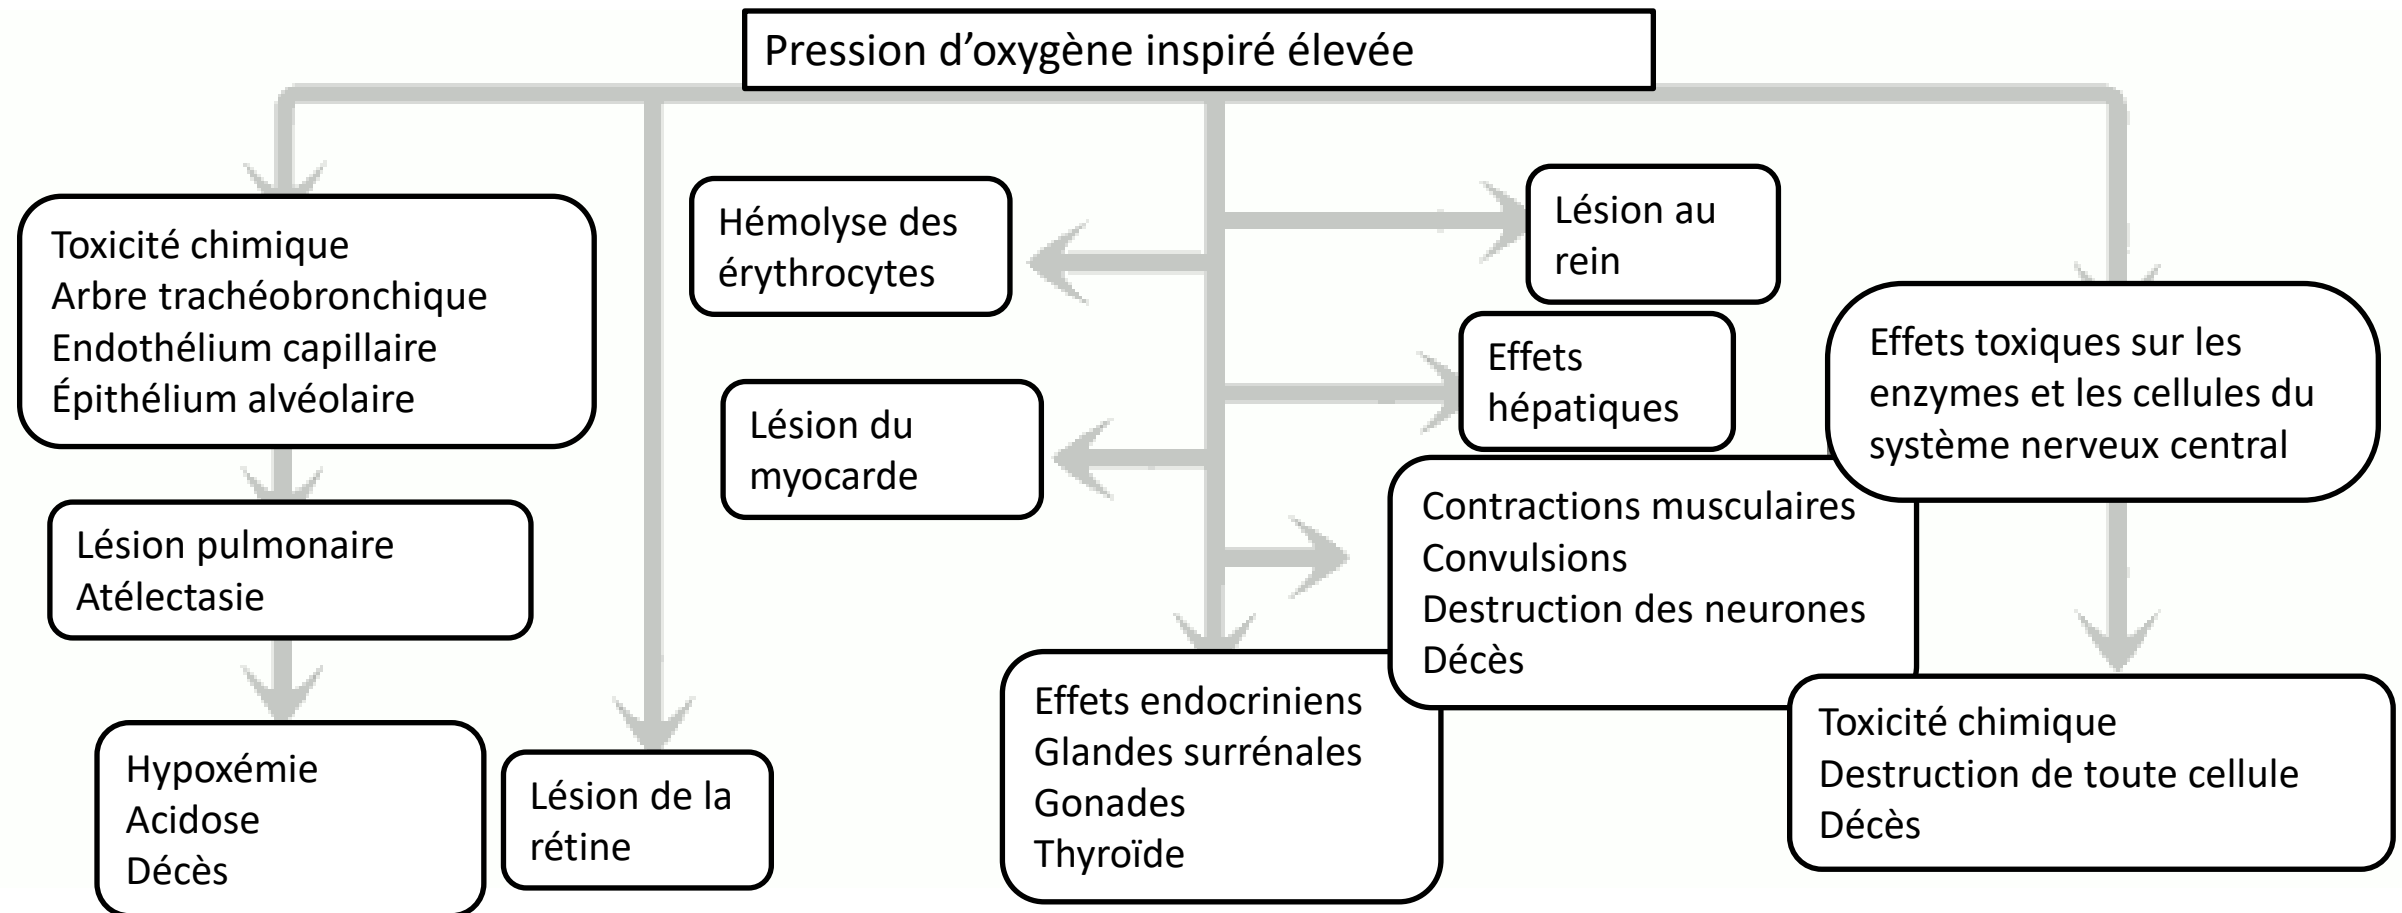 Pression d’oxygène inspiré élevée
Toxicité chimique
Arbre trachéobronchique
Endothélium capillaire
Épithélium alvéolaire
Lésion pulmonaire
Atélectasie
Hypoxémie
Acidose
Décès
Lésion de la
rétine
Hémolyse des
érythrocytes
Lésion du
myocarde
Lésion au
rein
Effets
hépatiques
Contractions musculaires
Convulsions
Destruction des neurones
Décès
Effets endocriniens
Glandes surrénales
Gonades
Thyroïde
Effets toxiques sur les
enzymes et les cellules du
système nerveux central
Toxicité chimique
Destruction de toute cellule
Décès